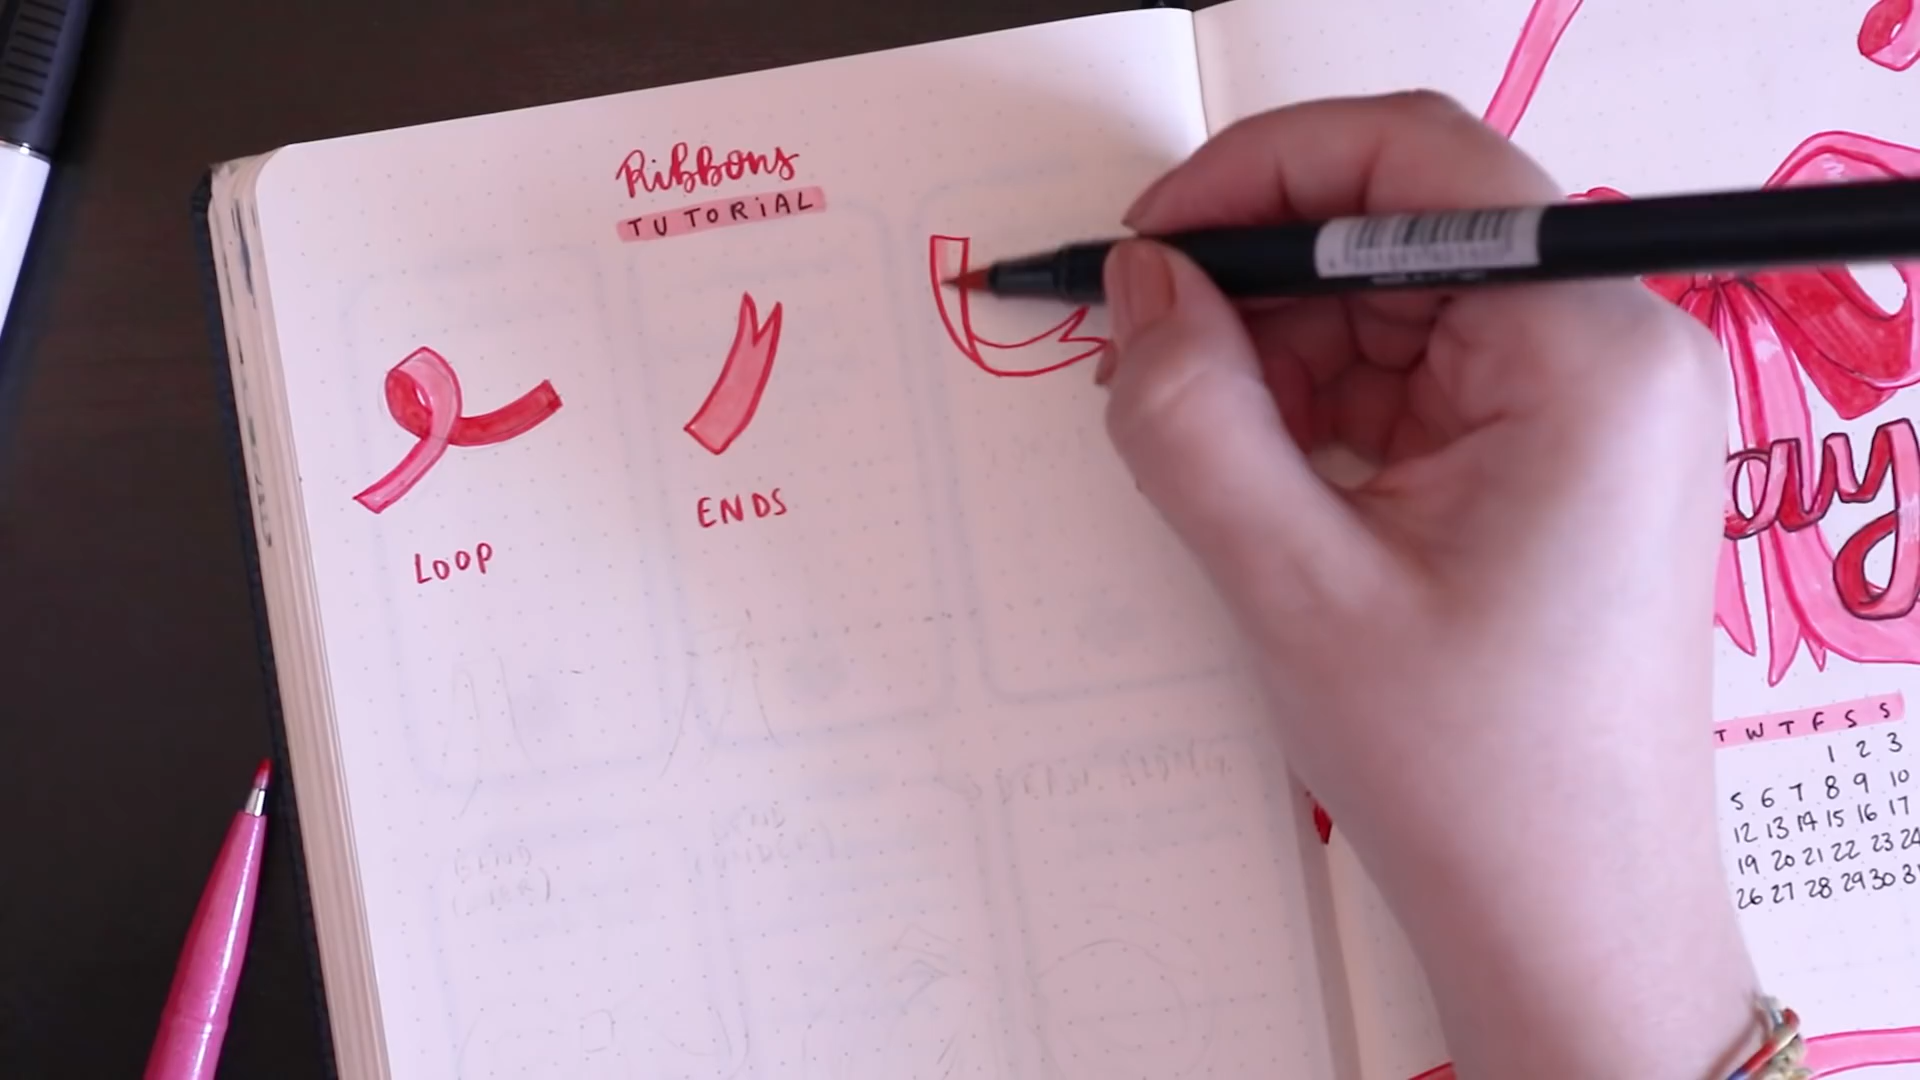 Ribbons
TUTORiAL
LOOP
ENDS
ay
T W T F S S
1 2 3
5 6 7 8 9 10
12 13 14 15 16 17
19 20 21 22 23 24
26 27 28 29 30 31